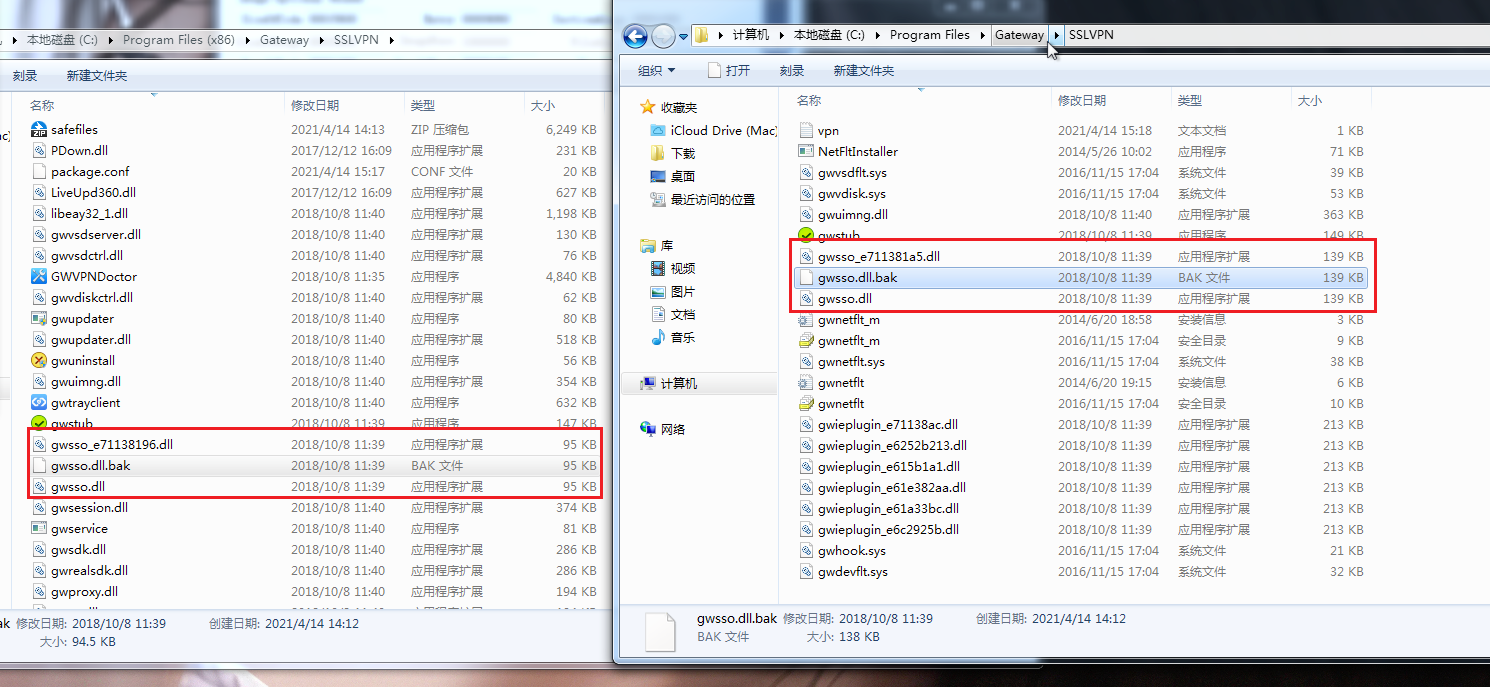 本地磁盘 (C:) Program Files (x86) Gateway SSLVPN
刻录 新建文件夹
名称 修改日期 类型 大小
safefiles 2021/4/14 14:13 ZIP 压缩包 6,249 KB
PDown.dll 2017/12/12 16:09 应用程序扩展 231 KB
package.conf 2021/4/14 15:17 CONF 文件 20 KB
LiveUpd360.dll 2017/12/12 16:09 应用程序扩展 627 KB
libeay32_1.dll 2018/10/8 11:40 应用程序扩展 1,198 KB
gwvsdserver.dll 2018/10/8 11:40 应用程序扩展 130 KB
gwvsdctrl.dll 2018/10/8 11:40 应用程序扩展 76 KB
GWVPNDoctor 2018/10/8 11:35 应用程序 4,840 KB
gwvdiskctrl.dll 2018/10/8 11:40 应用程序扩展 62 KB
gwupdater 2018/10/8 11:40 应用程序 80 KB
gwupdater.dll 2018/10/8 11:40 应用程序扩展 518 KB
gwuninstall 2018/10/8 11:40 应用程序 56 KB
gwuimng.dll 2018/10/8 11:40 应用程序扩展 354 KB
gwtrayclient 2018/10/8 11:40 应用程序 632 KB
gwstub 2018/10/8 11:39 应用程序 147 KB
gwsso_e71138196.dll 2018/10/8 11:39 应用程序扩展 95 KB
gwsso.dll.bak 2018/10/8 11:39 BAK 文件 95 KB
gwsso.dll 2018/10/8 11:39 应用程序扩展 95 KB
gwsession.dll 2018/10/8 11:40 应用程序扩展 374 KB
gwservice 2018/10/8 11:39 应用程序 81 KB
gwsdk.dll 2018/10/8 11:40 应用程序扩展 286 KB
gwrealsdk.dll 2018/10/8 11:40 应用程序扩展 286 KB
gwproxy.dll 2018/10/8 11:40 应用程序扩展 194 KB
ak 修改日期: 2018/10/8 11:39 创建日期: 2021/4/14 14:12
大小: 94.5 KB
计算机 本地磁盘 (C:) Program Files Gateway SSLVPN
组织 打开 刻录 新建文件夹
收藏夹
iCloud Drive (Mac)
下载
桌面
最近访问的位置
库
视频
图片
文档
音乐
计算机
网络
名称 修改日期 类型 大小
vpn 2021/4/14 15:18 文本文档 1 KB
NetFltInstaller 2014/5/26 10:02 应用程序 71 KB
gwvsdflt.sys 2016/11/15 17:04 系统文件 39 KB
gwvdisk.sys 2016/11/15 17:04 系统文件 53 KB
gwuimng.dll 2018/10/8 11:40 应用程序扩展 363 KB
gwstub 2018/10/8 11:39 应用程序 149 KB
gwsso_e711381a5.dll 2018/10/8 11:39 应用程序扩展 139 KB
gwsso.dll.bak 2018/10/8 11:39 BAK 文件 139 KB
gwsso.dll 2018/10/8 11:39 应用程序扩展 139 KB
gwnetflt_m 2014/6/20 18:58 安装信息 3 KB
gwnetflt_m 2016/11/15 17:04 安全目录 9 KB
gwnetflt.sys 2016/11/15 17:04 系统文件 38 KB
gwnetflt 2014/6/20 19:15 安装信息 6 KB
gwnetflt 2016/11/15 17:04 安全目录 10 KB
gwieplugin_e71138ac.dll 2018/10/8 11:39 应用程序扩展 213 KB
gwieplugin_e6252b213.dll 2018/10/8 11:39 应用程序扩展 213 KB
gwieplugin_e615b1a1.dll 2018/10/8 11:39 应用程序扩展 213 KB
gwieplugin_e61e382aa.dll 2018/10/8 11:39 应用程序扩展 213 KB
gwieplugin_e61a33bc.dll 2018/10/8 11:39 应用程序扩展 213 KB
gwieplugin_e6c2925b.dll 2018/10/8 11:39 应用程序扩展 213 KB
gwhook.sys 2016/11/15 17:04 系统文件 21 KB
gwdevflt.sys 2016/11/15 17:04 系统文件 32 KB
gwsso.dll.bak 修改日期: 2018/10/8 11:39 创建日期: 2021/4/14 14:12
BAK 文件 大小: 138 KB